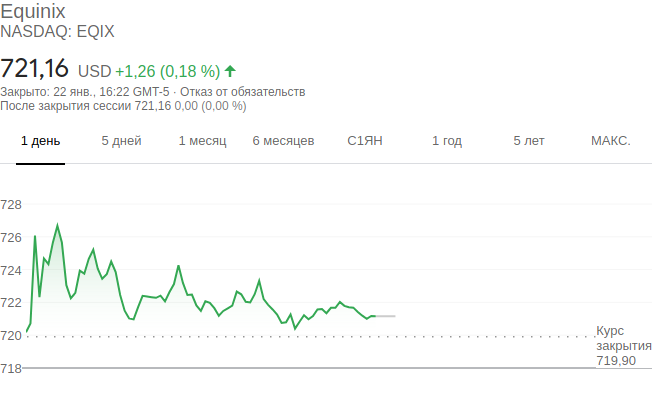 Equinix
NASDAQ: EQIX
721,16 USD +1,26 (0,18 %)
Закрыто: 22 янв., 16:22 GMT-5 · Отказ от обязательств
После закрытия сессии 721,16 0,00 (0,00 %)
1 день 5 дней 1 месяц 6 месяцев С1ЯН 1 год 5 лет МАКС.
728
726
724
722
720
718
Курс
закрытия
719,90